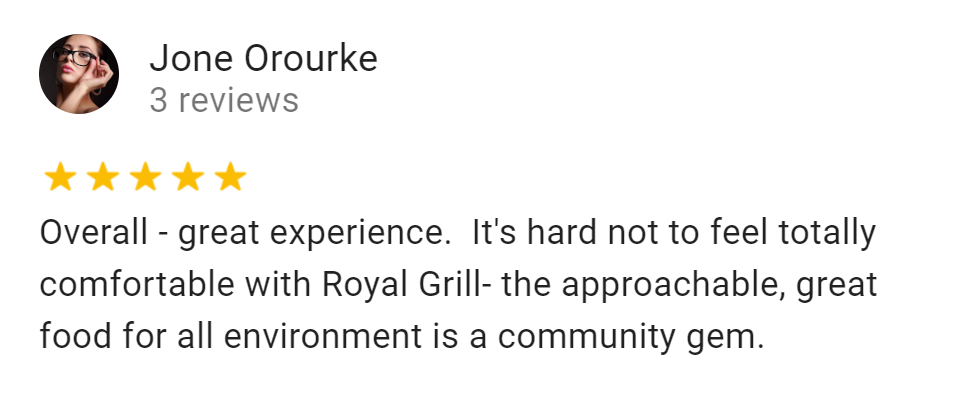 Jone Orourke
3 reviews
Overall - great experience.  It's hard not to feel totally
comfortable with Royal Grill- the approachable, great
food for all environment is a community gem.